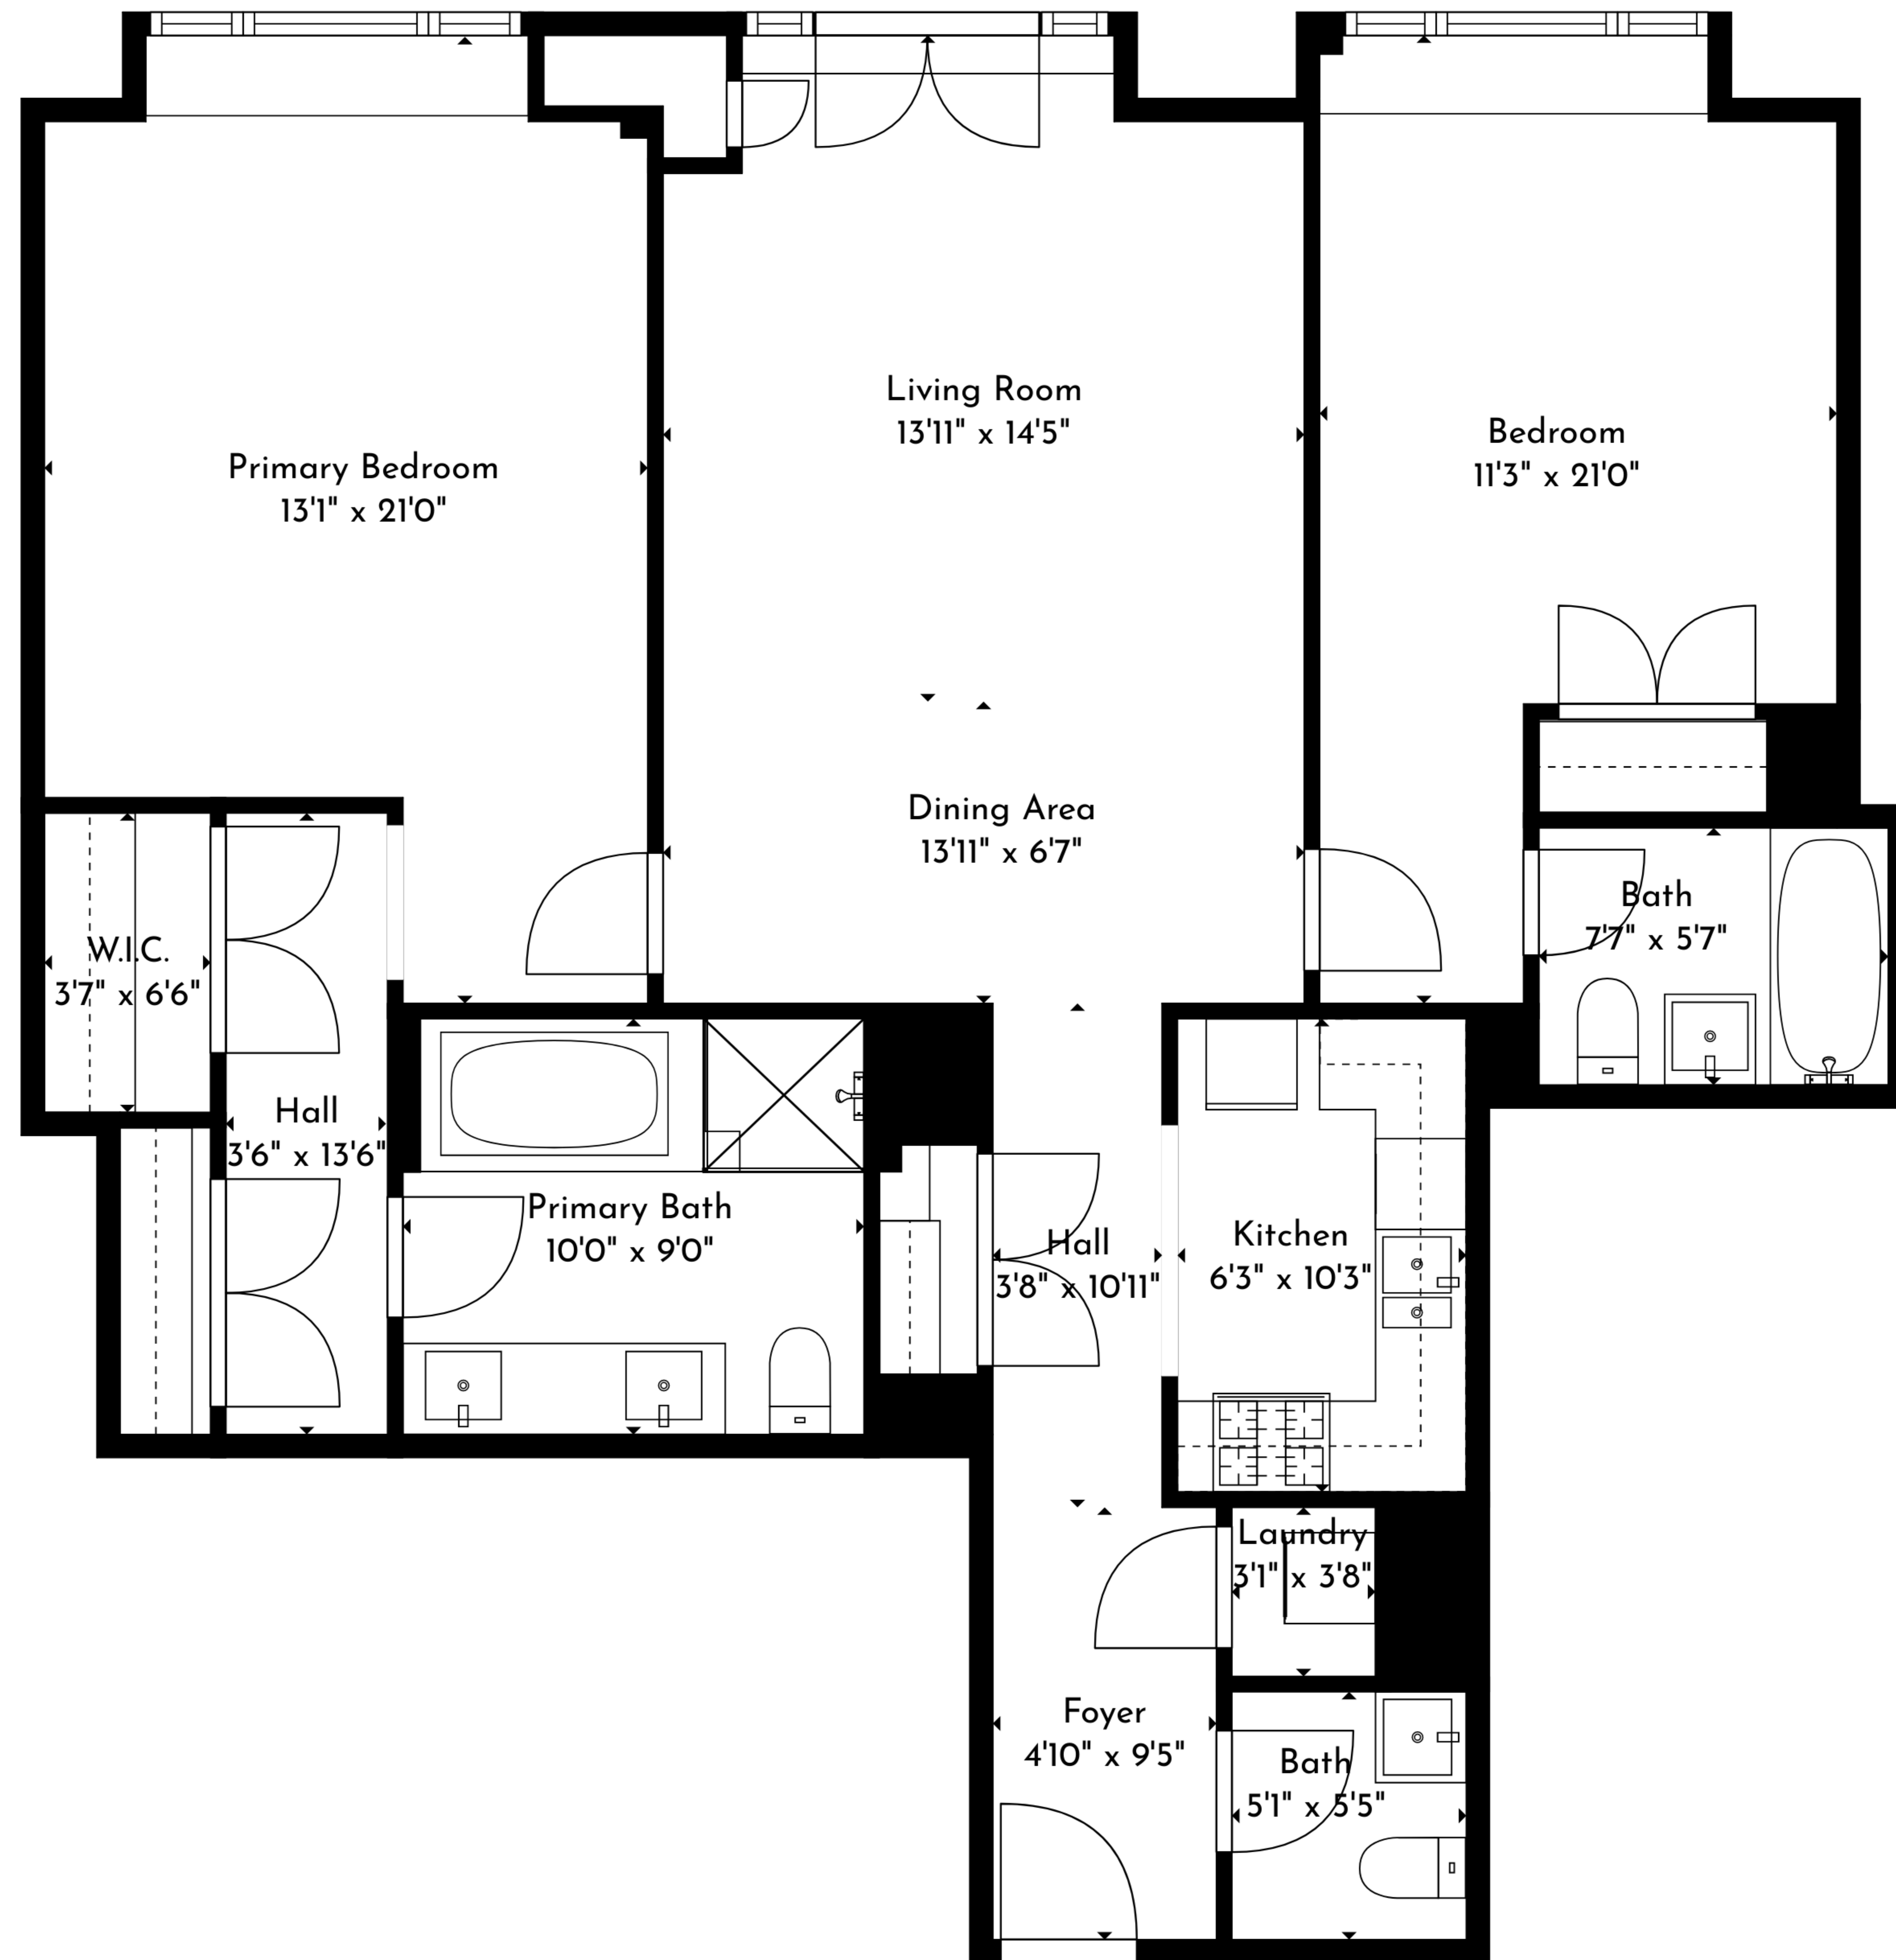 Living Room
13'11" x 14'5"
Bedroom
11'3" x 21'0"
Primary Bedroom
13'1" x 21'0"
Dining Area
13'11" x 6'7"
Bath
7'7" x 5'7"
W.I.C.
3'7" x 6'6"
Hall
3'6" x 13'6"
Primary Bath
10'0" x 9'0"
Hall
3'8" x 10'11"
Kitchen
6'3" x 10'3"
Laundry
3'1" x 3'8"
Foyer
4'10" x 9'5"
Bath
5'1" x 5'5"